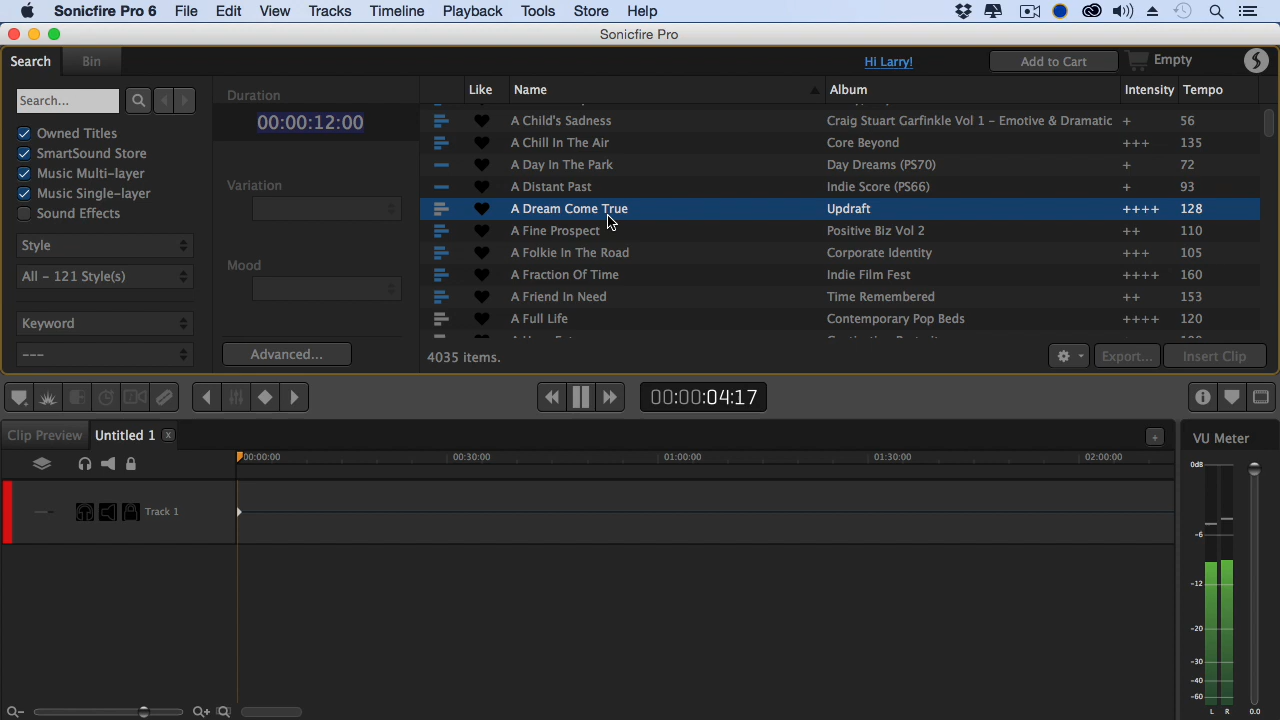 Sonicfire Pro 6 File Edit View Tracks Timeline Playback Tools Store Help
Sonicfire Pro
Search Bin
Hi Larry!
Add to Cart
Empty
Search...
Owned Titles
SmartSound Store
Music Multi-layer
Music Single-layer
Sound Effects
Style
All - 121 Style(s)
Keyword
---
Duration
00:00:12:00
Variation
Mood
Advanced...
Like Name Album Intensity Tempo
A Child's Sadness Craig Stuart Garfinkle Vol 1 - Emotive & Dramatic + 56
A Chill In The Air Core Beyond +++ 135
A Day In The Park Day Dreams (PS70) + 72
A Distant Past Indie Score (PS66) + 93
A Dream Come True Updraft ++++ 128
A Fine Prospect Positive Biz Vol 2 ++ 110
A Folkie In The Road Corporate Identity +++ 105
A Fraction Of Time Indie Film Fest ++++ 160
A Friend In Need Time Remembered ++ 153
A Full Life Contemporary Pop Beds ++++ 120
4035 items.
Export...
Insert Clip
00:00:04:17
Clip Preview Untitled 1
00:00:00 00:30:00 01:00:00 01:30:00 02:00:00
Track 1
VU Meter
0dB
-6
-12
-20
-30
-40
-60
L R 0.0